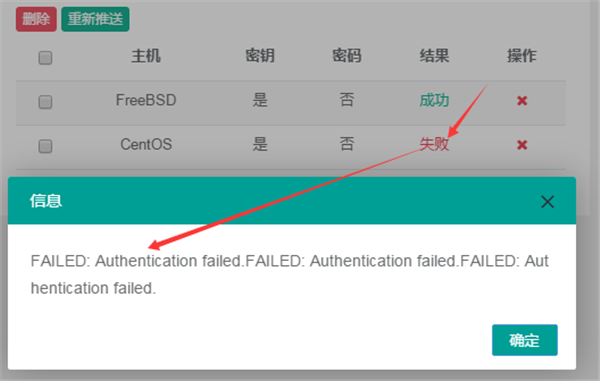 删除 重新推送
主机 密钥 密码 结果 操作
FreeBSD 是 否 成功
CentOS 是 否 失败
信息
FAILED: Authentication failed.FAILED: Authentication failed.FAILED: Aut
hentication failed.
确定